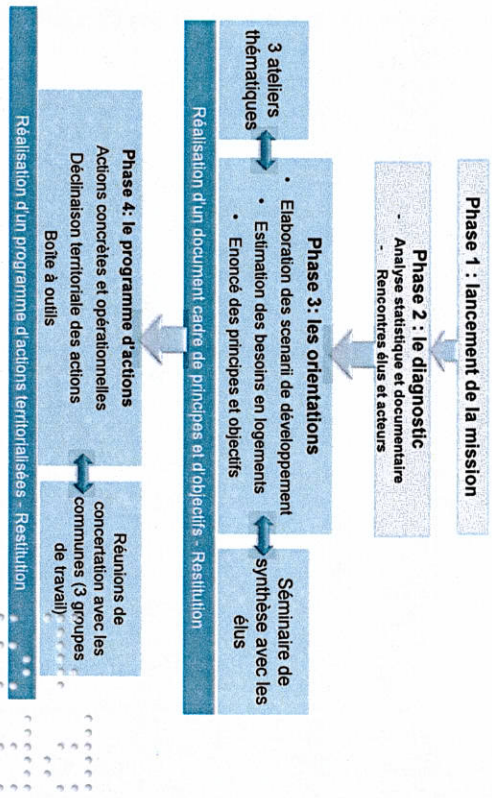 Phase 1 : lancement de la mission
Phase 2 : le diagnostic
- Analyse statistique et documentaire
- Rencontres élus et acteurs
3 ateliers
thématiques
Phase 3: les orientations
• Elaboration des scenarii de développement
• Estimation des besoins en logements
• Enoncé des principes et objectifs
Séminaire de
synthèse avec les
élus
Réalisation d'un document cadre de principes et d'objectifs - Restitution
Phase 4: le programme d'actions
Actions concrètes et opérationnelles
Déclinaison territoriale des actions
Boîte à outils
Réunions de
concertation avec les
communes (3 groupes
de travail)
Réalisation d'un programme d'actions territorialisées - Restitution